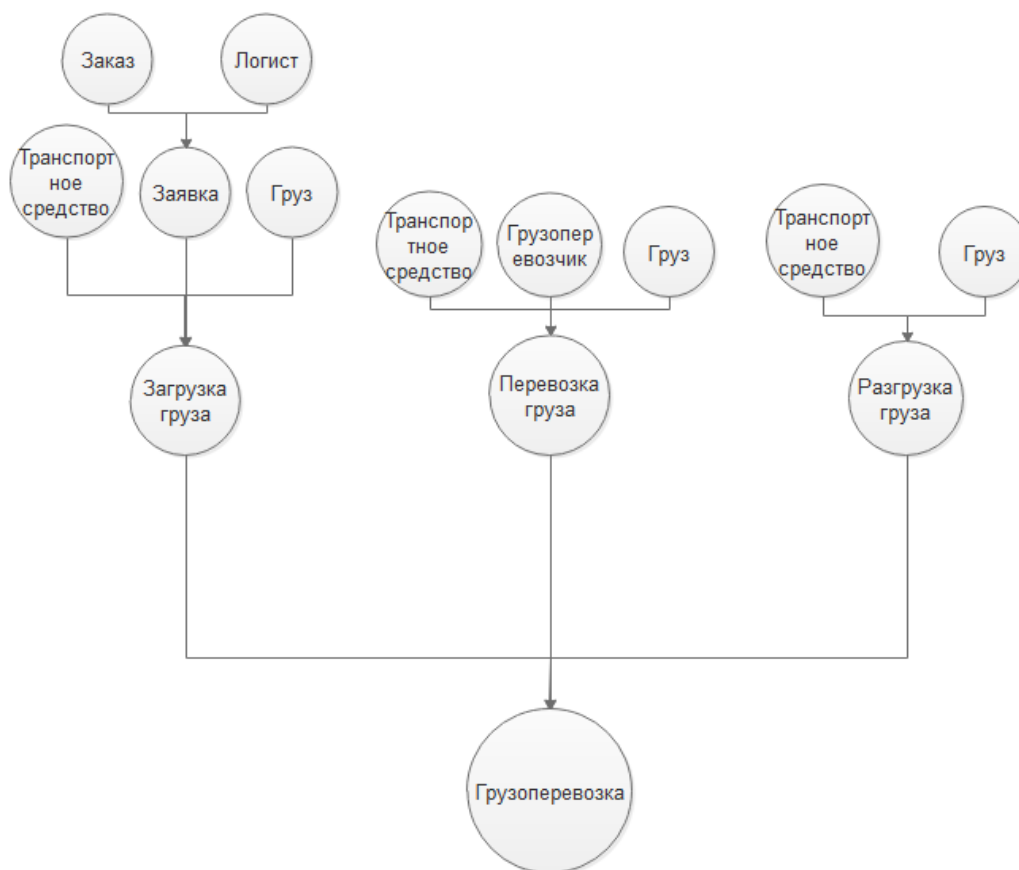 Заказ
Логист
Транспорт
ное
средство
Заявка
Груз
Транспор
тное
средство
Грузопер
евозчик
Груз
Транспорт
ное
средство
Груз
Загрузка
груза
Перевозка
груза
Разгрузка
груза
Грузоперевозка